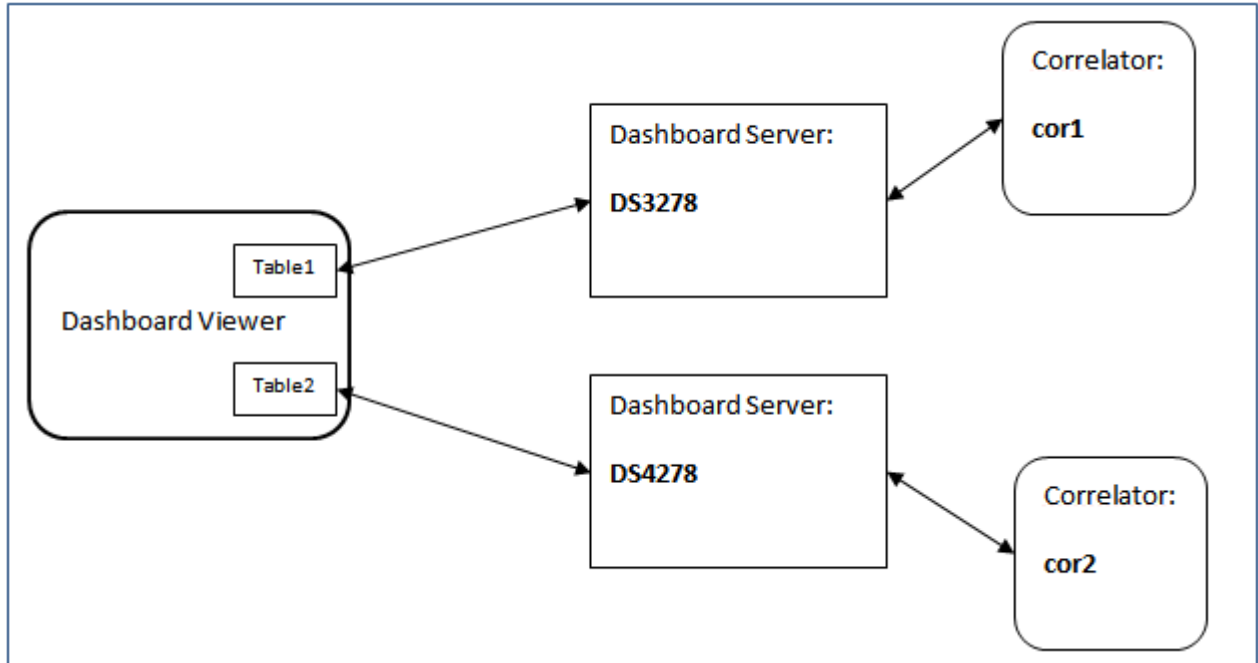 Correlator:
cor1
Dashboard Server:
DS3278
Table1
Dashboard Viewer
Table2
Dashboard Server:
DS4278
Correlator:
cor2